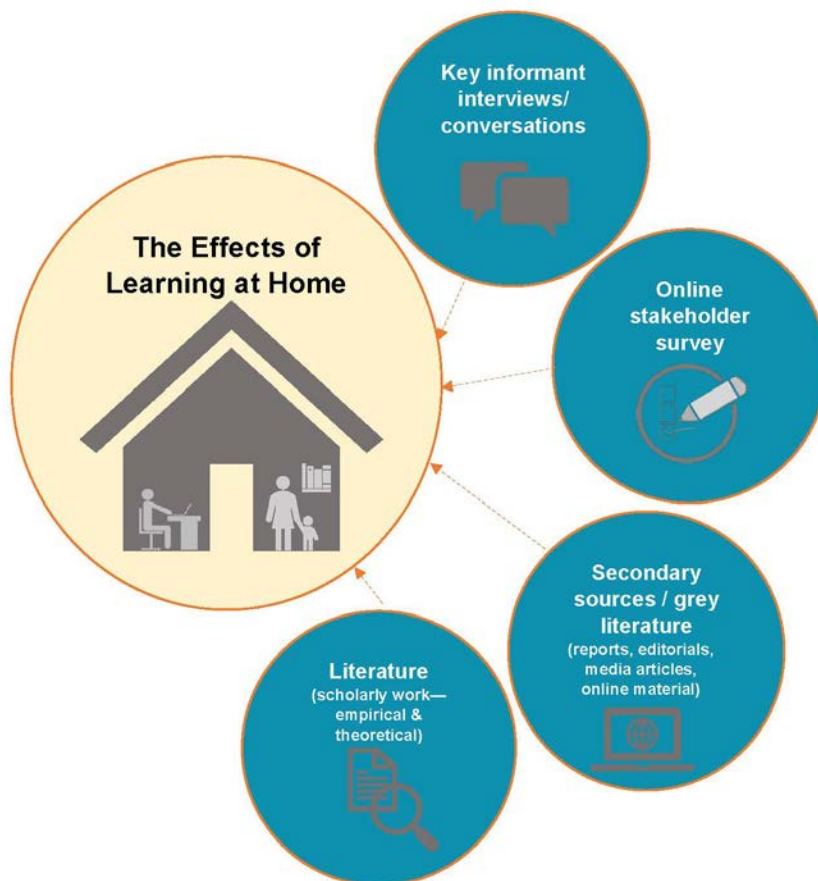 The Effects of
Learning at Home
Key informant
interviews/
conversations
Online
stakeholder
survey
Secondary
sources / grey
literature
(reports, editorials,
media articles,
online material)
Literature
(scholarly work—
empirical &
theoretical)